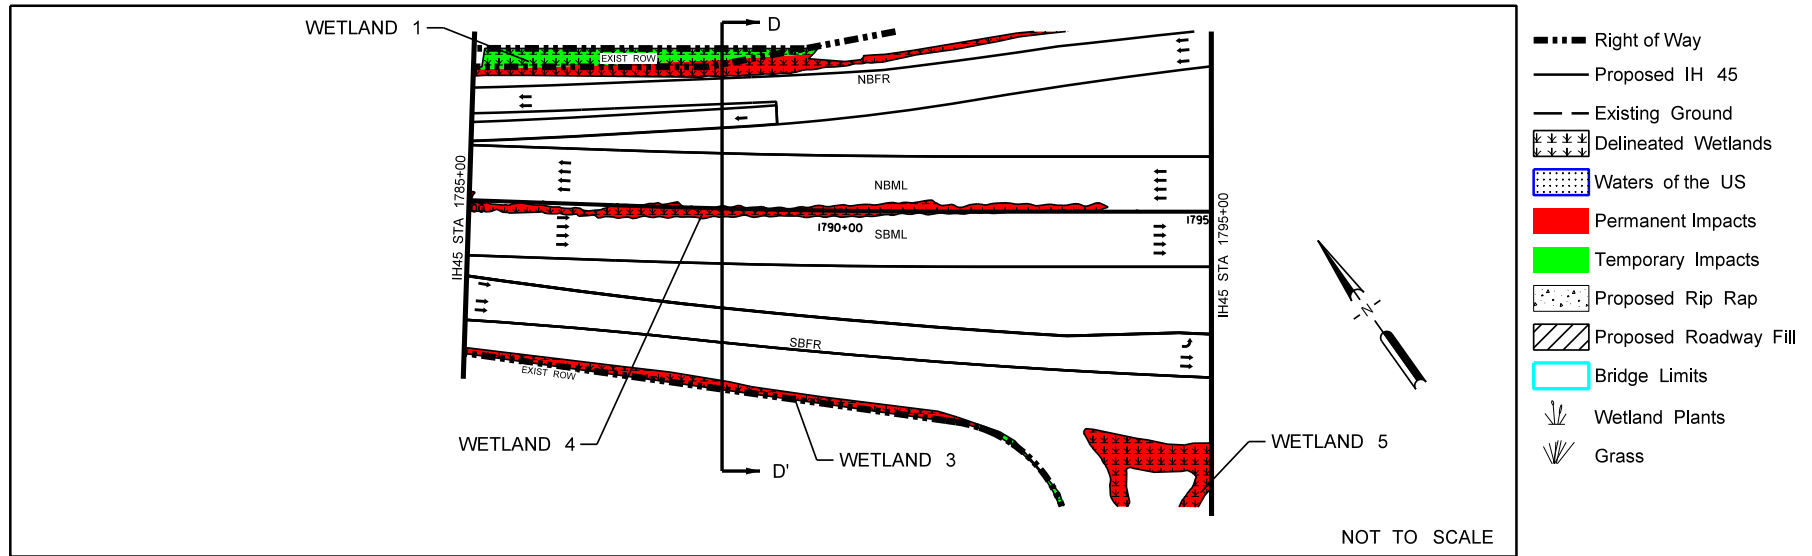 WETLAND 1
D
EXIST ROW
NBFR
IH45 STA 1785+00
NBML
1790+00
SBML
1795
IH45 STA 1795+00
SBFR
EXIST ROW
WETLAND 4
D'
WETLAND 3
WETLAND 5
N
NOT TO SCALE
Right of Way
Proposed IH 45
Existing Ground
Delineated Wetlands
Waters of the US
Permanent Impacts
Temporary Impacts
Proposed Rip Rap
Proposed Roadway Fill
Bridge Limits
Wetland Plants
Grass